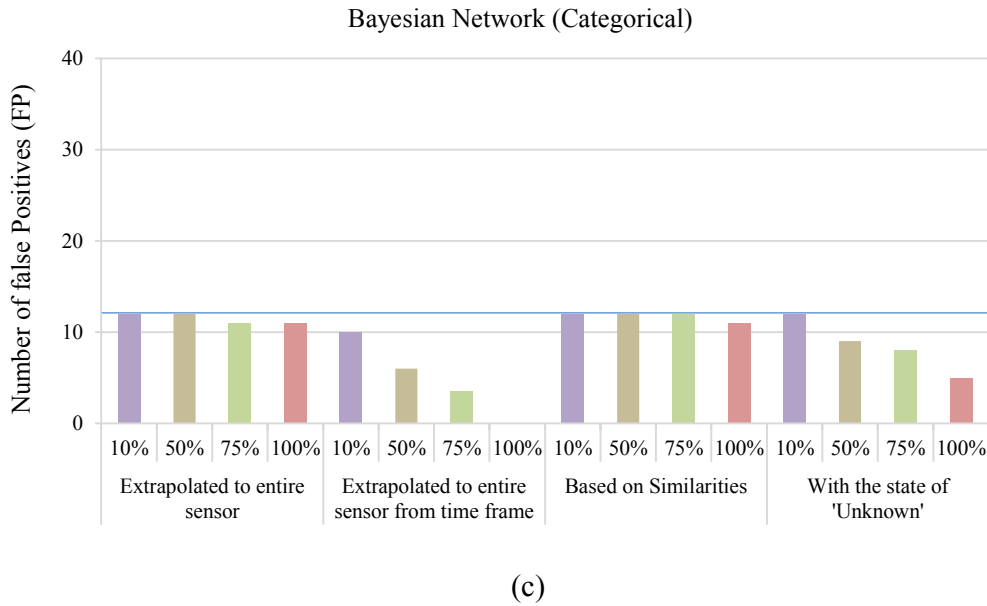 Bayesian Network (Categorical)
Number of false Positives (FP)
40
30
20
10
0
10% 50% 75% 100% 10% 50% 75% 100% 10% 50% 75% 100% 10% 50% 75% 100%
Extrapolated to entire
sensor
Extrapolated to entire
sensor from time frame
Based on Similarities
With the state of
'Unknown'
(c)